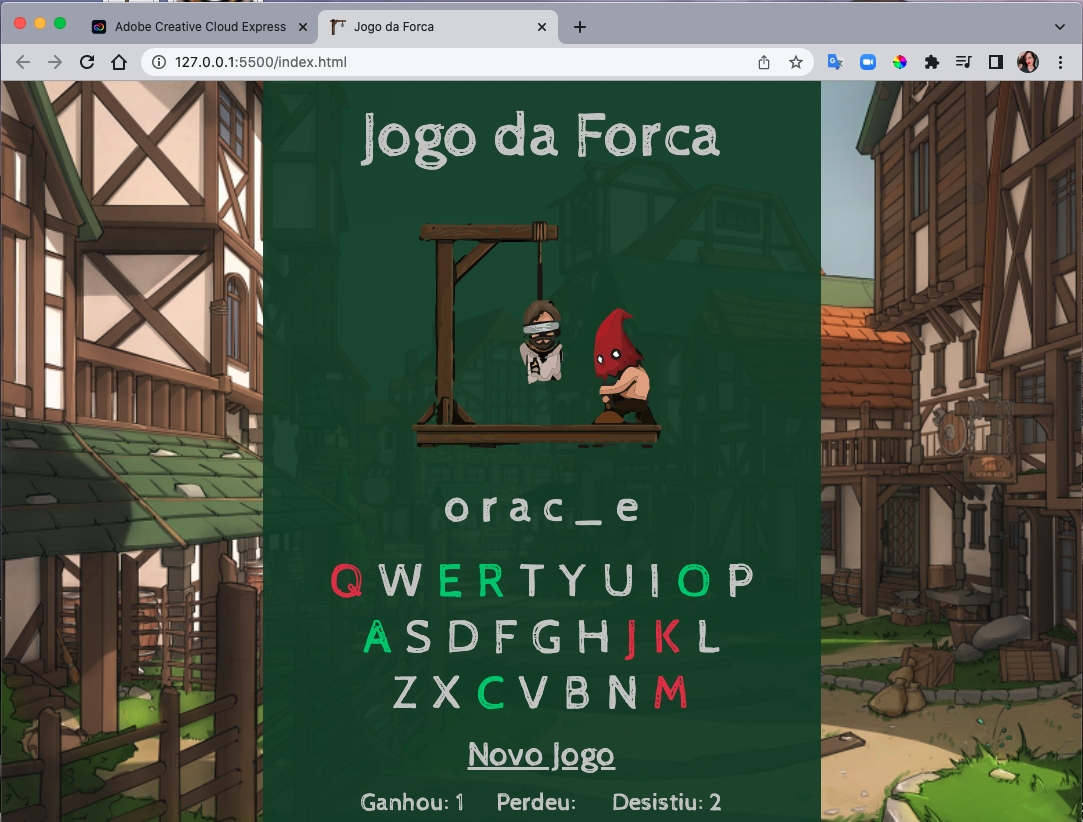 Adobe Creative Cloud Express
Jogo da Forca
127.0.0.1:5500/index.html
Jogo da Forca
o r a c _ e
Q W E R T Y U I O P
A S D F G H J K L
Z X C V B N M
Novo Jogo
Ganhou: 1 Perdeu: Desistiu: 2